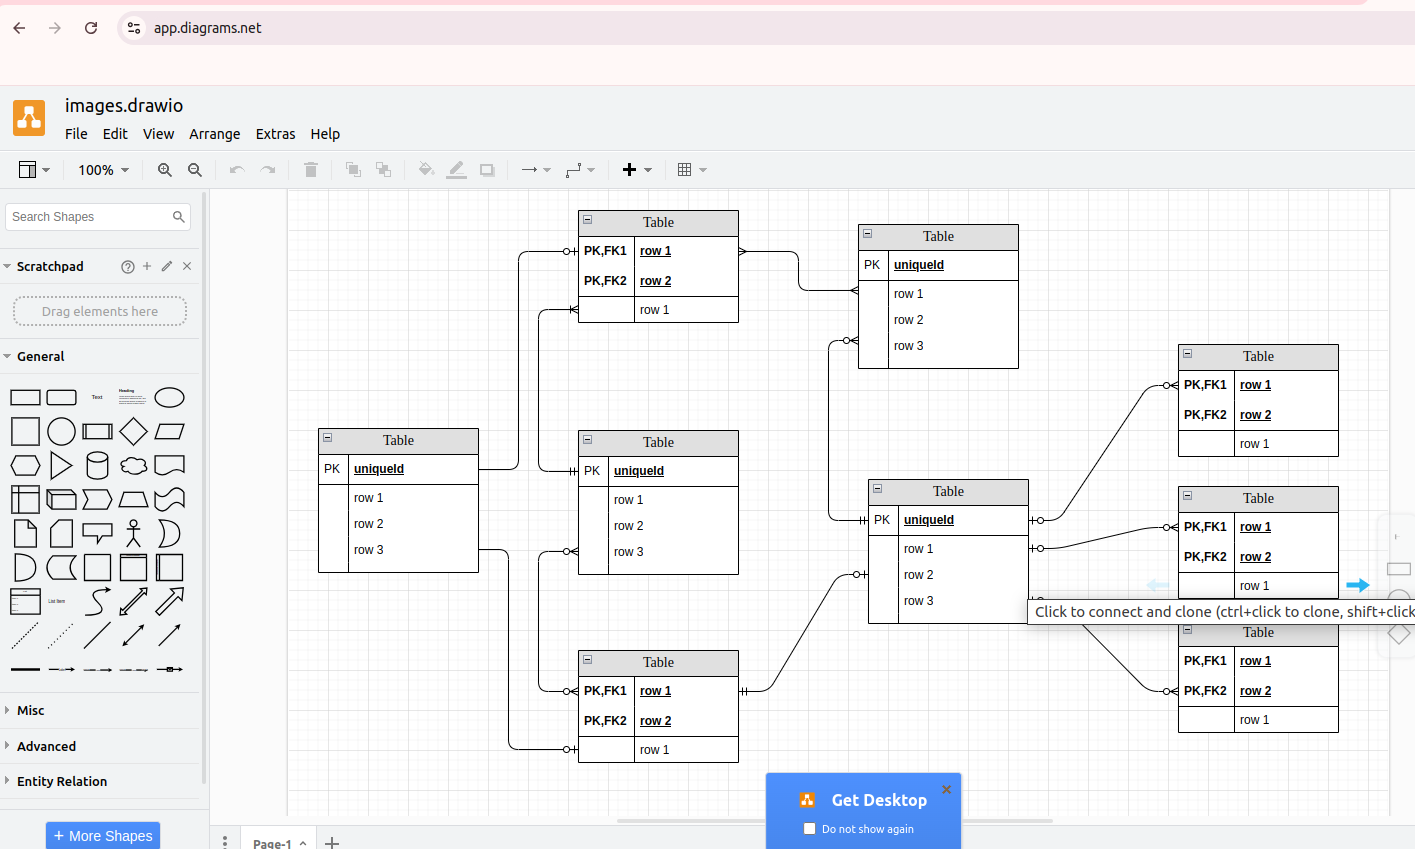 app.diagrams.net
images.drawio
File Edit View Arrange Extras Help
100%
Search Shapes
Scratchpad
Drag elements here
General
Text
Heading
List Item
Misc
Advanced
Entity Relation
+ More Shapes
Table
PK,FK1 row 1
PK,FK2 row 2
row 1
Table
PK uniqueId
row 1
row 2
row 3
Table
PK,FK1 row 1
PK,FK2 row 2
row 1
Table
PK uniqueId
row 1
row 2
row 3
Table
PK uniqueId
row 1
row 2
row 3
Table
PK uniqueId
row 1
row 2
row 3
Table
PK,FK1 row 1
PK,FK2 row 2
row 1
Click to connect and clone (ctrl+click to clone, shift+click
Table
PK,FK1 row 1
PK,FK2 row 2
row 1
Table
PK,FK1 row 1
PK,FK2 row 2
row 1
Get Desktop
Do not show again
Page-1